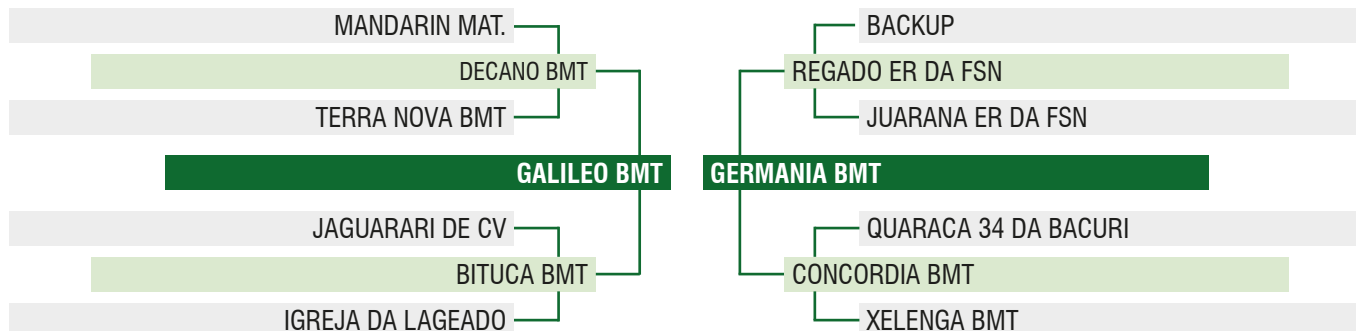 MANDARIN MAT.
DECANO BMT
TERRA NOVA BMT
GALILEO BMT
JAGUARARI DE CV
BITUCA BMT
IGREJA DA LAGEADO
BACKUP
REGADO ER DA FSN
JUARANA ER DA FSN
GERMANIA BMT
QUARACA 34 DA BACURI
CONCORDIA BMT
XELENGA BMT